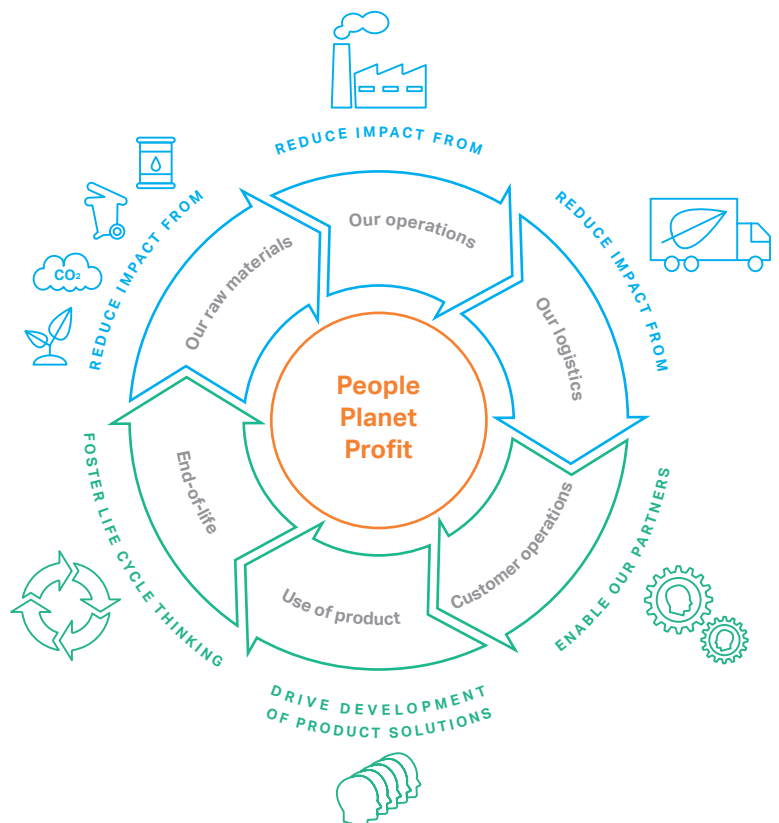 REDUCE IMPACT FROM
Our operations
REDUCE IMPACT FROM
Our logistics
ENABLE OUR PARTNERS
Customer operations
DRIVE DEVELOPMENT
OF PRODUCT SOLUTIONS
Use of product
FOSTER LIFE CYCLE THINKING
End-of-life
REDUCE IMPACT FROM
Our raw materials
CO₂
People
Planet
Profit